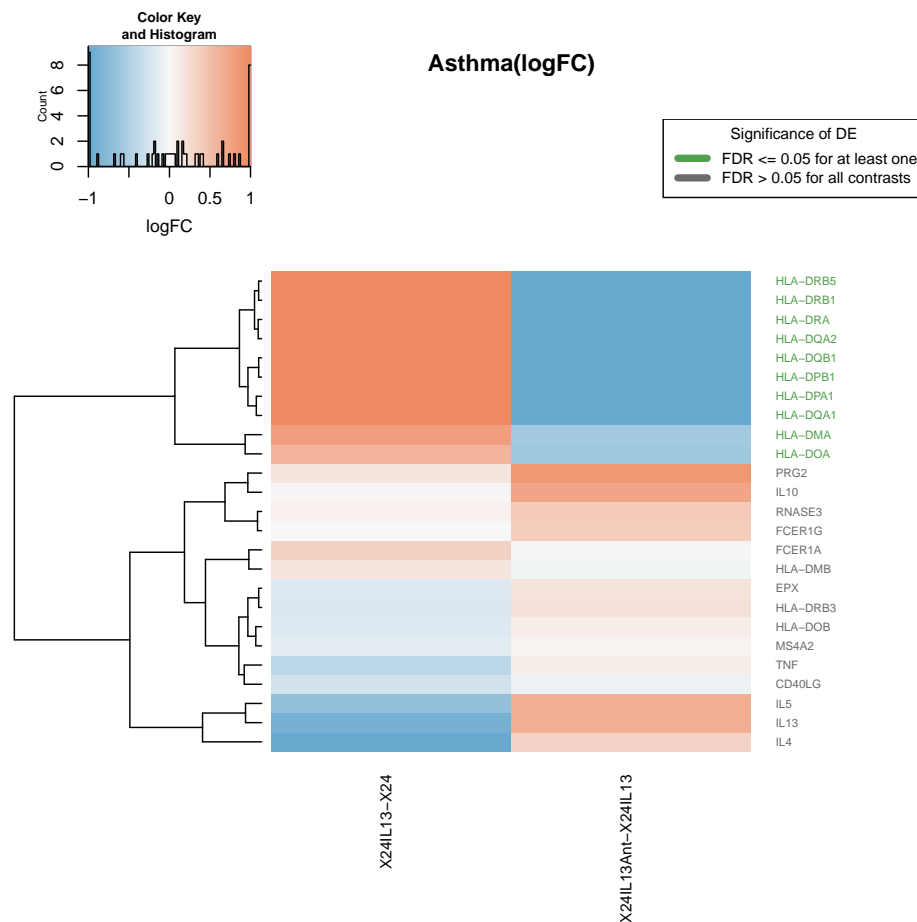 Color Key
and Histogram
Asthma(logFC)
Count
0 2 4 6 8
−1 0 0.5 1
logFC
Significance of DE
FDR <= 0.05 for at least one
FDR > 0.05 for all contrasts
HLA−DRB5
HLA−DRB1
HLA−DRA
HLA−DQA2
HLA−DQB1
HLA−DPB1
HLA−DPA1
HLA−DQA1
HLA−DMA
HLA−DOA
PRG2
IL10
RNASE3
FCER1G
FCER1A
HLA−DMB
EPX
HLA−DRB3
HLA−DOB
MS4A2
TNF
CD40LG
IL5
IL13
IL4
X24IL13−X24
X24IL13Ant−X24IL13